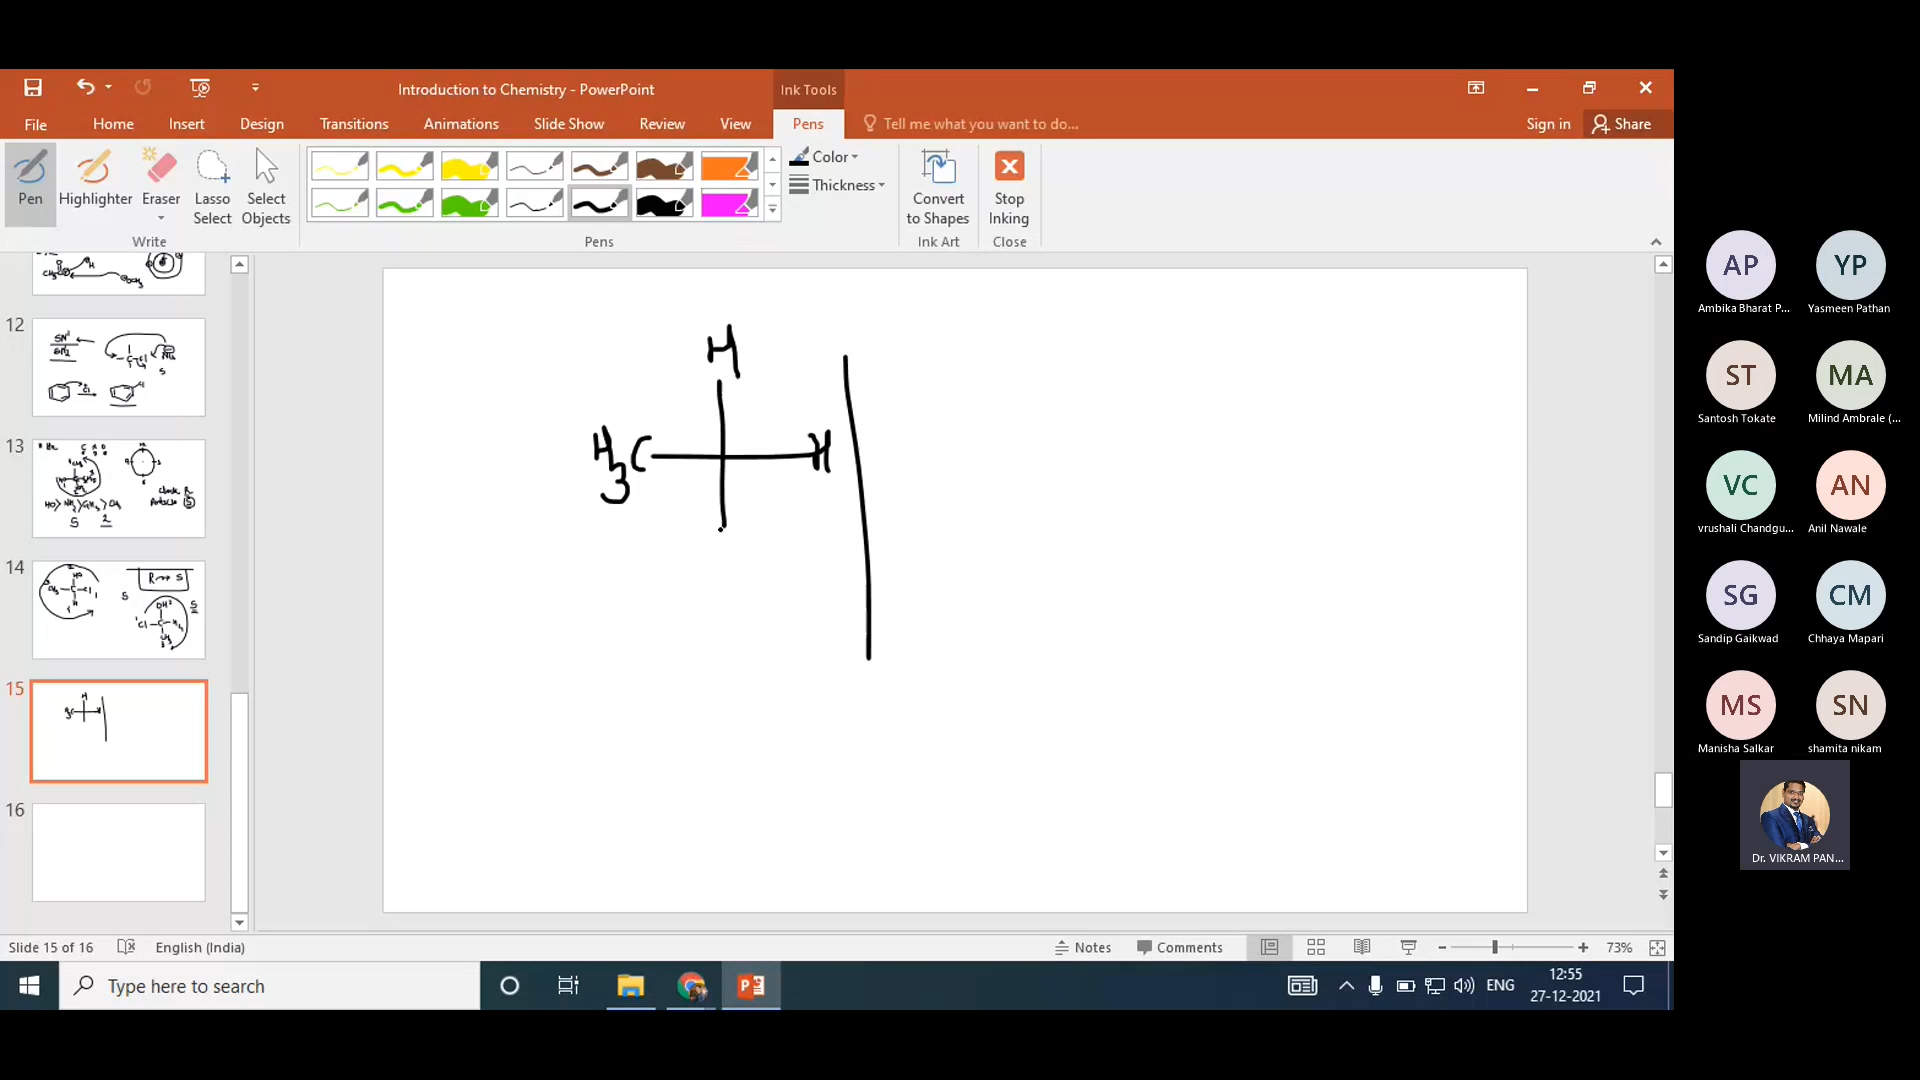 Introduction to Chemistry - PowerPoint
Ink Tools
File Home Insert Design Transitions Animations Slide Show Review View Pens Tell me what you want to do... Sign in Share
Pen Highlighter Eraser Lasso Select Select Objects
Color
Thickness
Convert to Shapes
Stop Inking
Write Pens Ink Art Close
12
SN1
SN2
13
14
R → S
S
15
16
H
H3C H
AP
Ambika Bharat P...
YP
Yasmeen Pathan
ST
Santosh Tokate
MA
Milind Ambrale (...
VC
vrushali Chandgu...
AN
Anil Nawale
SG
Sandip Gaikwad
CM
Chhaya Mapari
MS
Manisha Salkar
SN
shamita nikam
Dr. VIKRAM PAN...
Slide 15 of 16 English (India) Notes Comments 73%
Type here to search
ENG
12:55
27-12-2021